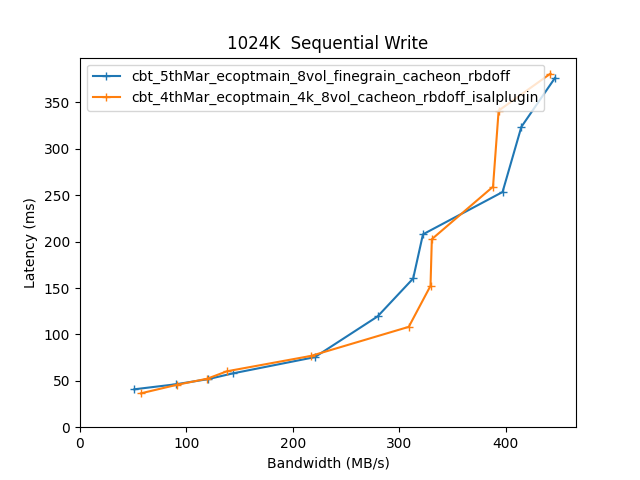 1024K  Sequential Write
cbt_5thMar_ecoptmain_8vol_finegrain_cacheon_rbdoff
cbt_4thMar_ecoptmain_4k_8vol_cacheon_rbdoff_isalplugin
Latency (ms)
350
300
250
200
150
100
50
0
0 100 200 300 400
Bandwidth (MB/s)